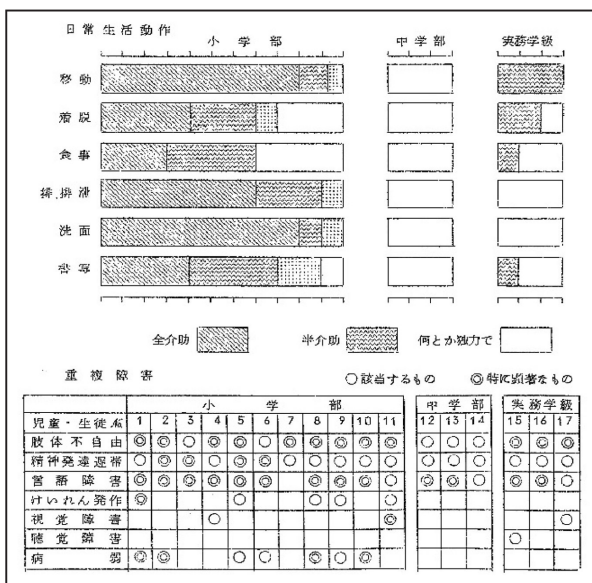 日常生活動作
小学部 中学部 実務学級
移動
着脱
食事
排泄
洗面
書写
全介助 半介助 何とか独力で
重複障害 ○該当するもの ◎特に顕著なもの
小学部 中学部 実務学級
児童・生徒 1 2 3 4 5 6 7 8 9 10 11 12 13 14 15 16 17
肢体不自由 ◎ ◎ ○ ◎ ◎ ○ ◎ ◎ ◎ ◎ ◎ ○ ○ ○ ◎ ◎ ◎
精神発達遅滞
言語障害
けいれん発作 ◎ ○ ○ ○ ○
視覚障害 ○ ◎ ○
聴覚障害 ○
病弱 ◎ ◎ ○ ○ ◎ ○ ◎